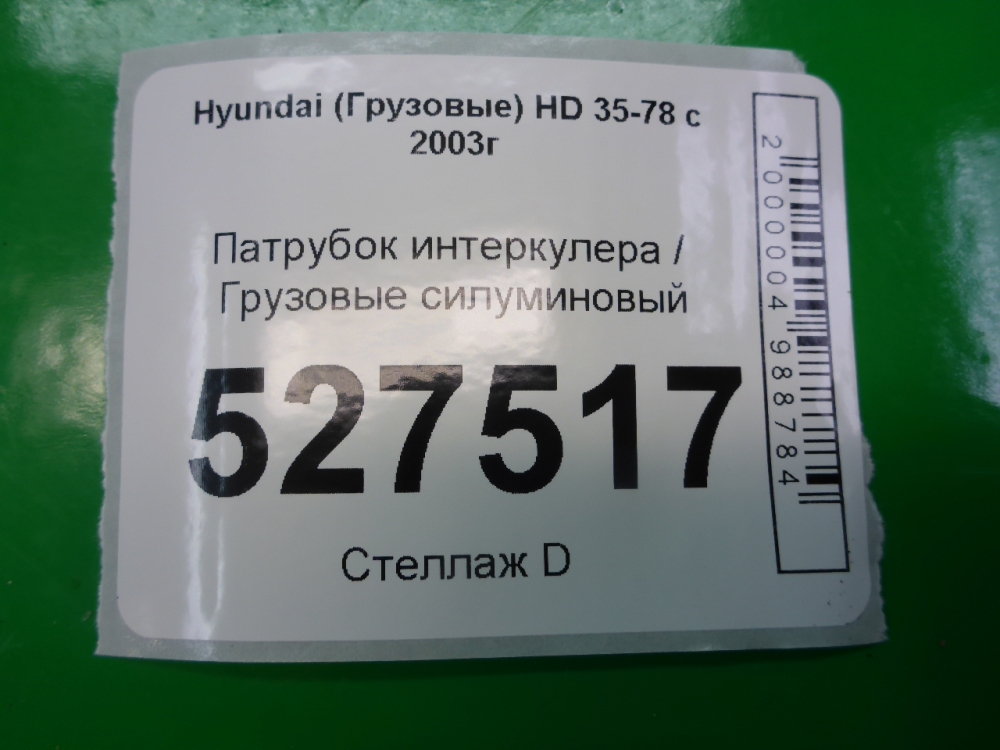 Hyundai (Грузовые) HD 35-78 с
2003г
Патрубок интеркулера /
Грузовые силуминовый
527517
Стеллаж D
2000004988784